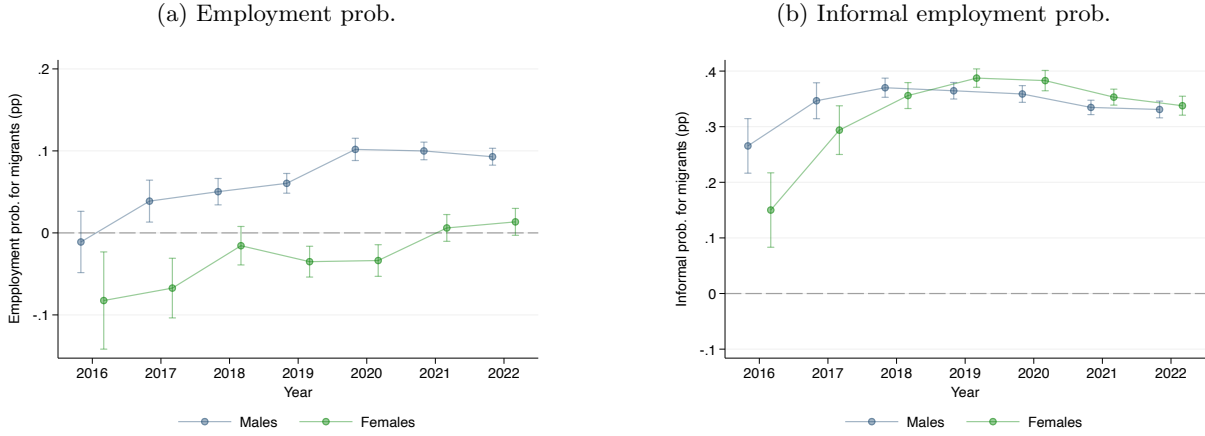 (a) Employment prob.
Empployment prob. for migrants (pp)
.2
.1
0
-.1
2016 2017 2018 2019 2020 2021 2022
Year
Males Females
(b) Informal employment prob.
Informal prob. for migrants (pp)
.4
.3
.2
.1
0
-.1
2016 2017 2018 2019 2020 2021 2022
Year
Males Females